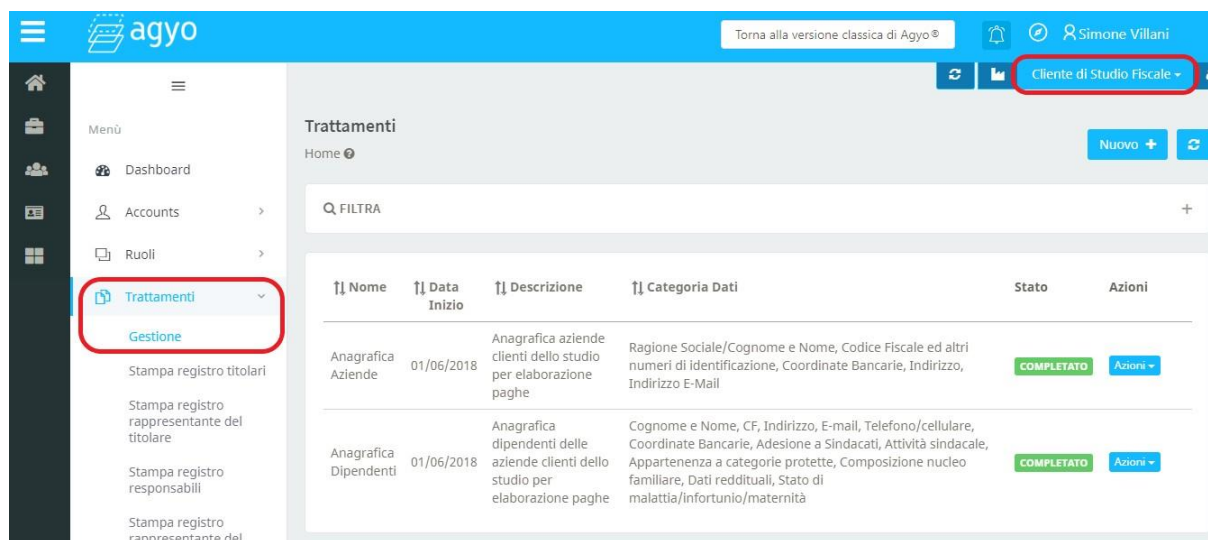 agyo
Torna alla versione classica di Agyo®
Simone Villani
Cliente di Studio Fiscale
Menù
Dashboard
Accounts
Ruoli
Trattamenti
Gestione
Stampa registro titolari
Stampa registro
rappresentante del
titolare
Stampa registro
responsabili
Stampa registro
rappresentante del
Trattamenti
Home
Nuovo +
FILTRA
+
Nome
Data
Inizio
Descrizione
Categoria Dati
Stato
Azioni
Anagrafica
Aziende
01/06/2018
Anagrafica aziende
clienti dello studio
per elaborazione
paghe
Ragione Sociale/Cognome e Nome, Codice Fiscale ed altri
numeri di identificazione, Coordinate Bancarie, Indirizzo,
Indirizzo E-Mail
COMPLETATO
Azioni
Anagrafica
Dipendenti
01/06/2018
Anagrafica
dipendenti delle
aziende clienti dello
studio per
elaborazione paghe
Cognome e Nome, CF, Indirizzo, E-mail, Telefono/cellulare,
Coordinate Bancarie, Adesione a Sindacati, Attività sindacale,
Appartenenza a categorie protette, Composizione nucleo
familiare, Dati reddituali, Stato di
malattia/infortunio/maternità
COMPLETATO
Azioni